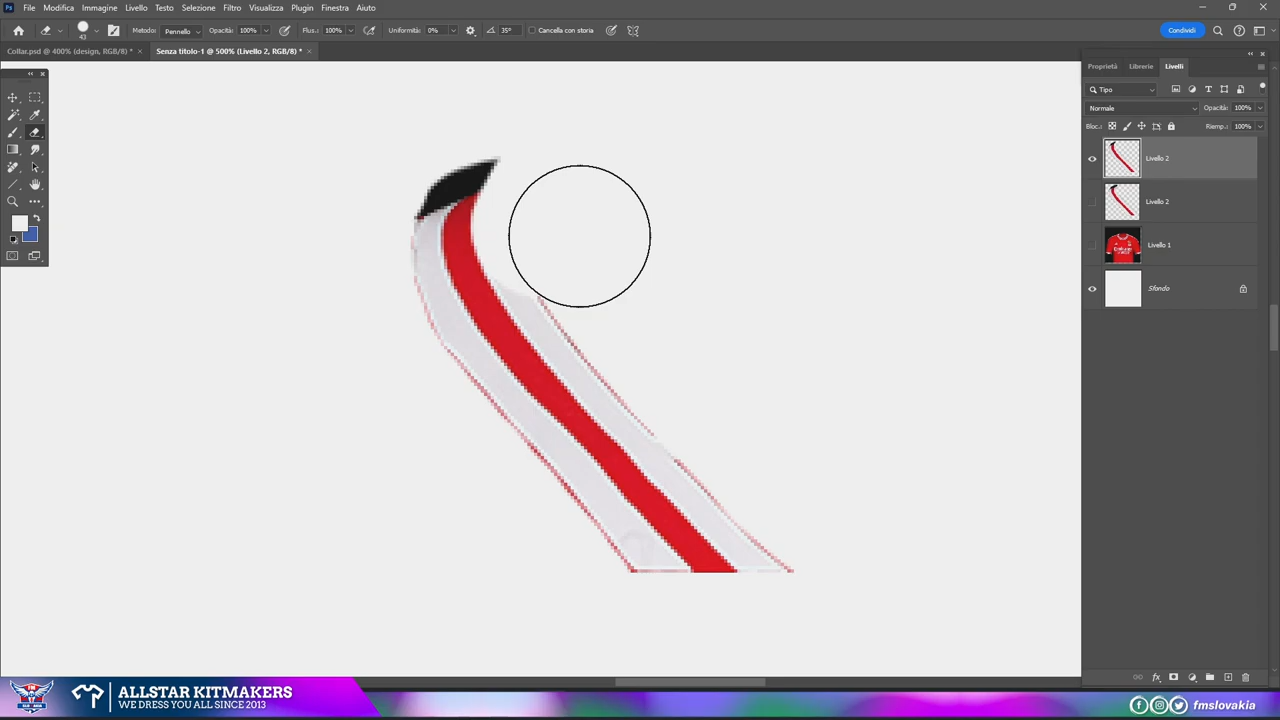 File Modifica Immagine Livello Testo Selezione Filtro Visualizza Plugin Finestra Aiuto
43 Metodo: Pennello Opacità: 100% Flus.: 100% Uniformità: 0% 35° Cancella con storia Condividi
Collar.psd @ 400% (design, RGB/8) * × Senza titolo-1 @ 500% (Livello 2, RGB/8) * ×
Proprietà Librerie Livelli
Tipo
Normale Opacità: 100%
Bloc.: Riemp.: 100%
Livello 2
Livello 2
Livello 1
Sfondo
ALLSTAR KITMAKERS
WE DRESS YOU ALL SINCE 2013
fmslovakia